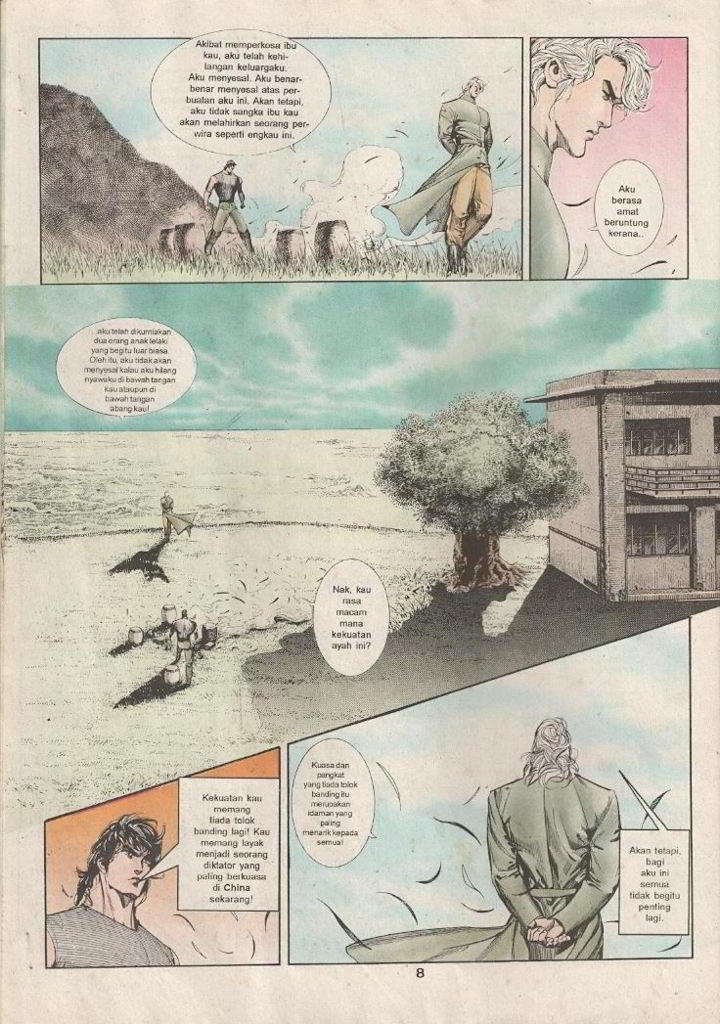 Akibat memperkosa ibu
kau, aku telah kehi-
langan keluargaku.
Aku menyesal. Aku benar-
benar menyesal atas per-
buatan aku ini. Akan tetapi,
aku tidak sangka ibu kau
akan melahirkan seorang per-
wira seperti engkau ini.
Aku
berasa
amat
beruntung
kerana..
..aku telah dikurniakan
dua orang anak lelaki
yang begitu luar biasa.
Oleh itu, aku tidak akan
menyesal kalau aku hilang
nyawaku di bawah tangan
kau ataupun di
bawah tangan
abang kau!
Nak, kau
rasa
macam
mana
kekuatan
ayah ini?
Kekuatan kau
memang
tiada tolok
banding lagi! Kau
memang layak
menjadi seorang
diktator yang
paling berkuasa
di China
sekarang!
Kuasa dan
pangkat
yang tiada tolok
banding itu
merupakan
idaman yang
paling
menarik kepada
semua!
Akan tetapi,
bagi
aku ini
semua
tidak begitu
penting
lagi.
8